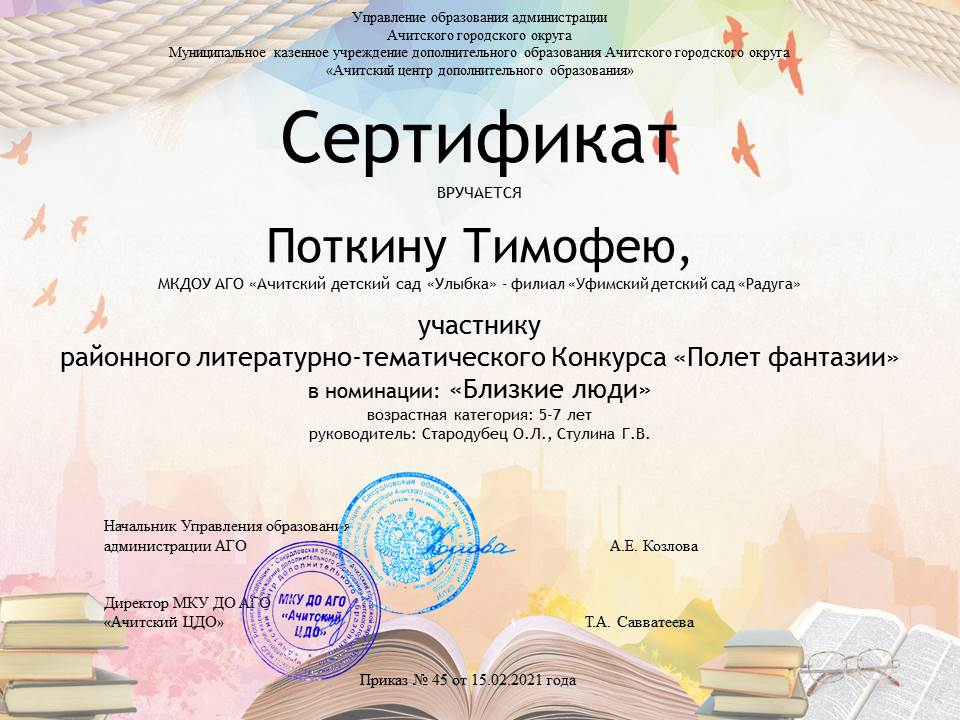 Управление образования администрации
Ачитского городского округа
Муниципальное казенное учреждение дополнительного образования Ачитского городского округа
«Ачитский центр дополнительного образования»
Сертификат
ВРУЧАЕТСЯ
Поткину Тимофею,
МКДОУ АГО «Ачитский детский сад «Улыбка» - филиал «Уфимский детский сад «Радуга»
участнику
районного литературно-тематического Конкурса «Полет фантазии»
в номинации: «Близкие люди»
возрастная категория: 5-7 лет
руководитель: Стародубец О.Л., Стулина Г.В.
Начальник Управления образования
администрации АГО
А.Е. Козлова
Директор МКУ ДО АГО
«Ачитский ЦДО»
Т.А. Савватеева
МКУ ДО АГО
«Ачитский
ЦДО»
Приказ № 45 от 15.02.2021 года